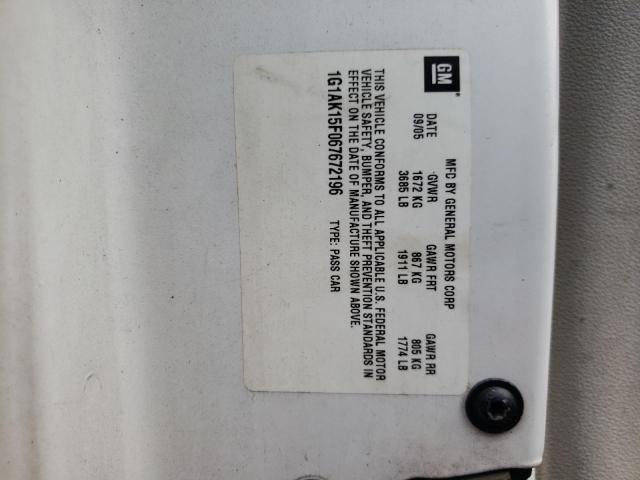 GM
MFG BY GENERAL MOTORS CORP
DATE GVWR GAWR FRT GAWR RR
09/05 1672 KG 867 KG 805 KG
3685 LB 1911 LB 1774 LB
THIS VEHICLE CONFORMS TO ALL APPLICABLE U.S. FEDERAL MOTOR
VEHICLE SAFETY, BUMPER, AND THEFT PREVENTION STANDARDS IN
EFFECT ON THE DATE OF MANUFACTURE SHOWN ABOVE.
1G1AK15F067672196 TYPE: PASS CAR